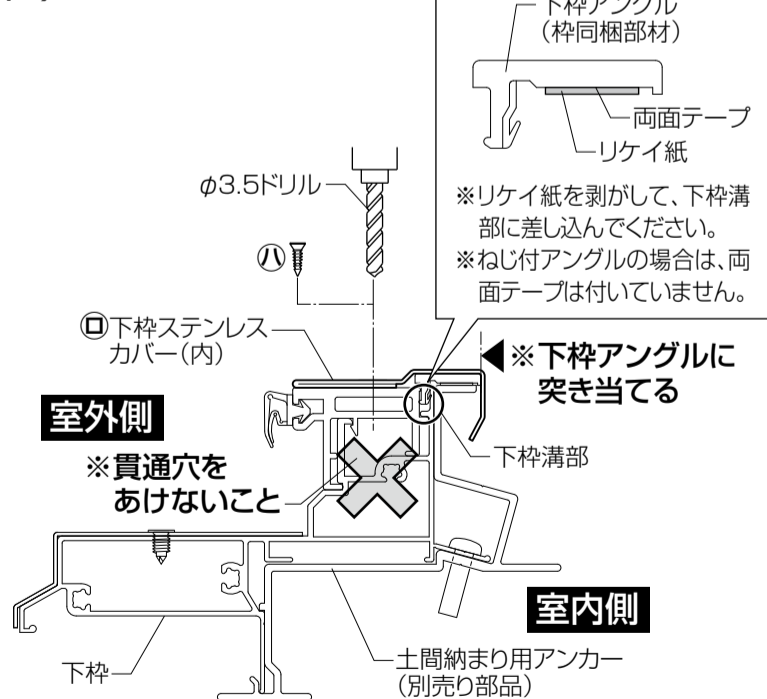 下枠アングル
（枠同梱部材）
両面テープ
リケイ紙
※リケイ紙を剥がして、下枠溝
部に差し込んでください。
※ねじ付アングルの場合は、両
面テープは付いていません。
φ3.5ドリル
㋩
ロ下枠ステンレス
カバー（内）
◀※下枠アングルに
突き当てる
室外側
※貫通穴を
あけないこと
下枠溝部
室内側
下枠
土間納まり用アンカー
（別売り部品）